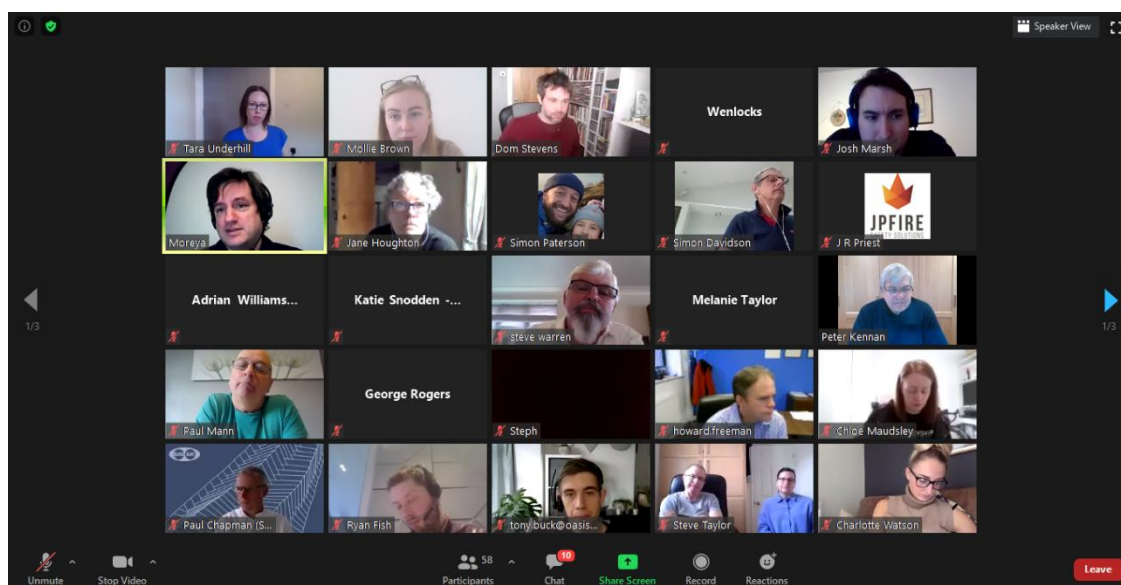 Speaker View
Tara Underhill
Mollie Brown
Dom Stevens
Wenlocks
Josh Marsh
Moreya
Jane Houghton
Simon Paterson
Simon Davidson
JPFIRE
SAFETY SOLUTIONS
J R Priest
1/3
Adrian Williams...
Katie Snodden -...
steve warren
Melanie Taylor
Peter Kennan
1/3
Paul Mann
George Rogers
Steph
howard.freeman
Chloe Maudsley
Paul Chapman (S...
Ryan Fish
tony.buck@oasis...
Steve Taylor
Charlotte Watson
Unmute
Stop Video
58
Participants
10
Chat
Share Screen
Record
Reactions
Leave